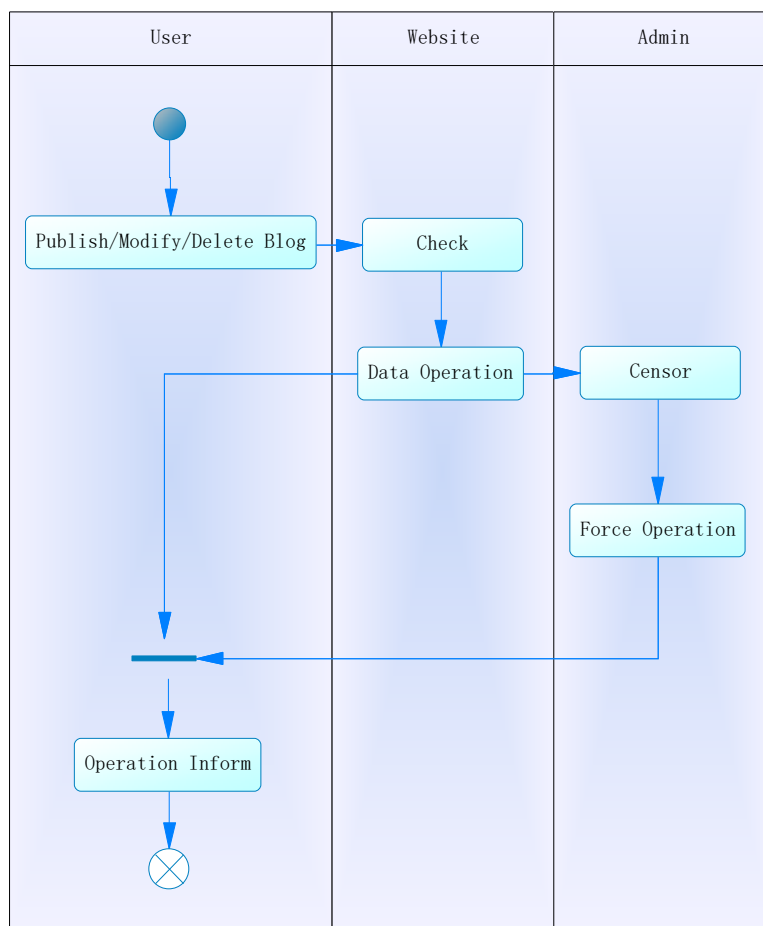 User
Website
Admin
Publish/Modify/Delete Blog
Check
Data Operation
Censor
Force Operation
Operation Inform